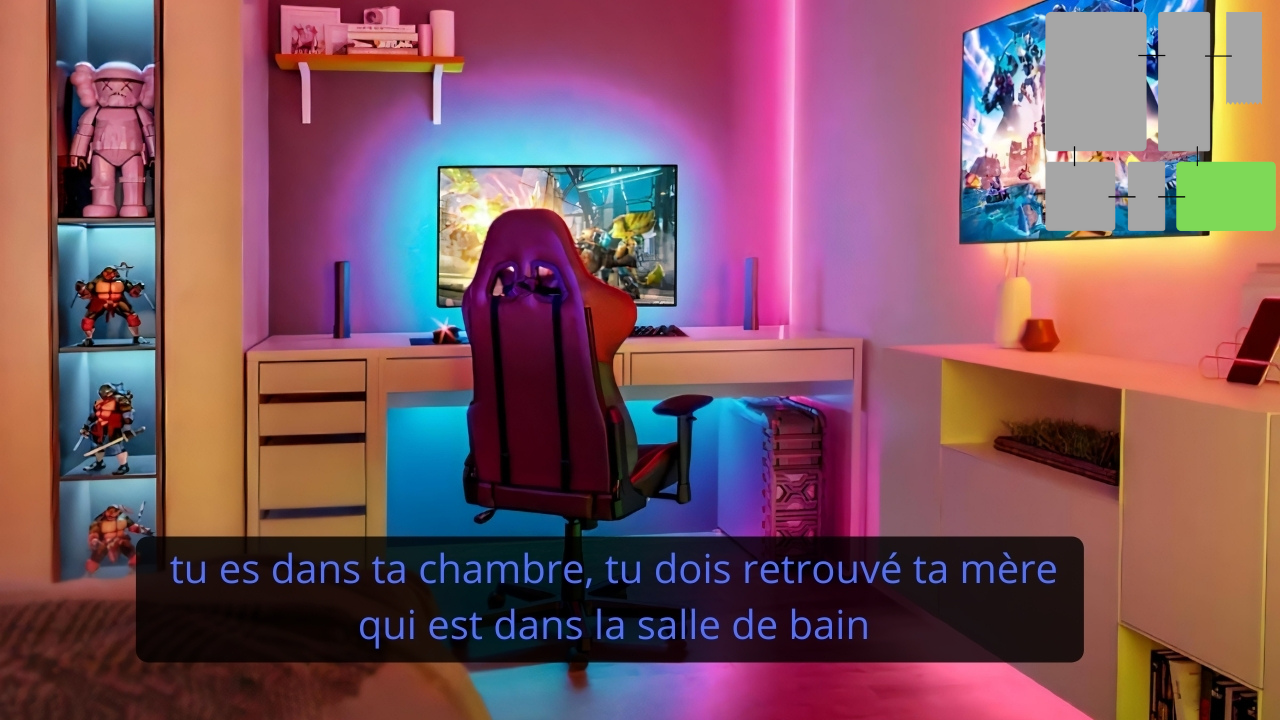 tu es dans ta chambre, tu dois retrouvé ta mère
qui est dans la salle de bain